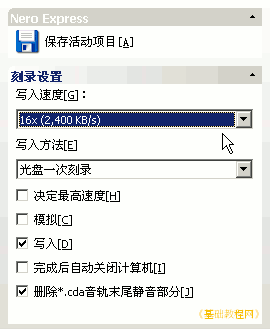 Nero Express
保存活动项目[A]
刻录设置
写入速度[G]：
16x (2,400 KB/s)
写入方法[E]
光盘一次刻录
决定最高速度[H]
模拟[C]
写入[D]
完成后自动关闭计算机[I]
删除*.cda音轨末尾静音部分[J]
（基础教程网）